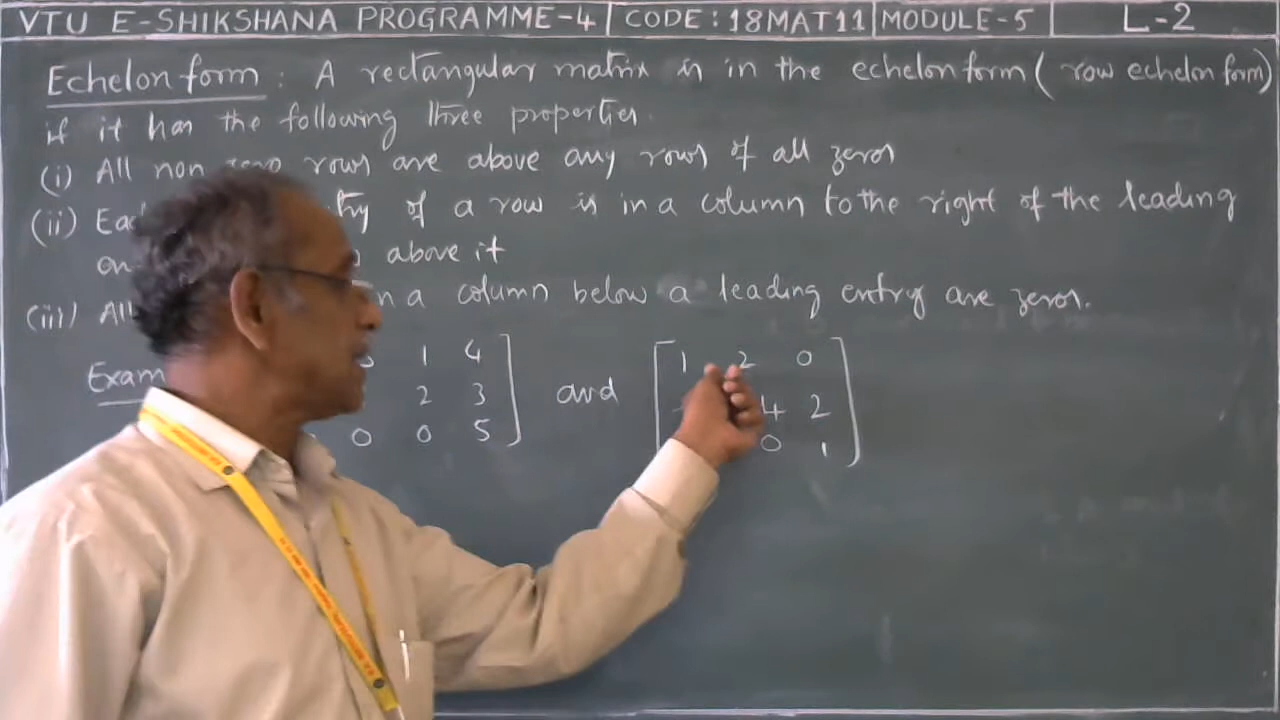 VTU E-SHIKSHANA PROGRAMME-4 | CODE: 18MAT11 | MODULE-5 | L-2
Echelon form : A rectangular matrix is in the echelon form ( row echelon form)
if it has the following three properties.
(i) All non zero rows are above any rows of all zeros
(ii) of a row is in a column to the right of the leading
above it
(iii) All in a column below a leading entry are zeros.
1 4 1 2 0
2 3 and 4 2
0 0 5 0 1